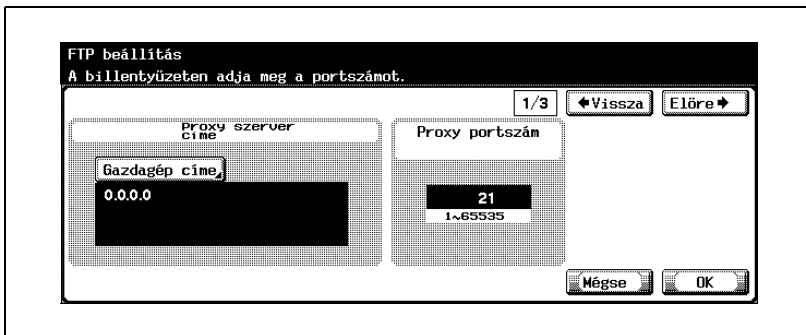 FTP beállítás
A billentyüzeten adja meg a portszámot.
1/3 Vissza Előre
Proxy szerver
címe
Proxy portszám
Gazdagép címe
0.0.0.0
21
1~65535
Mégse OK